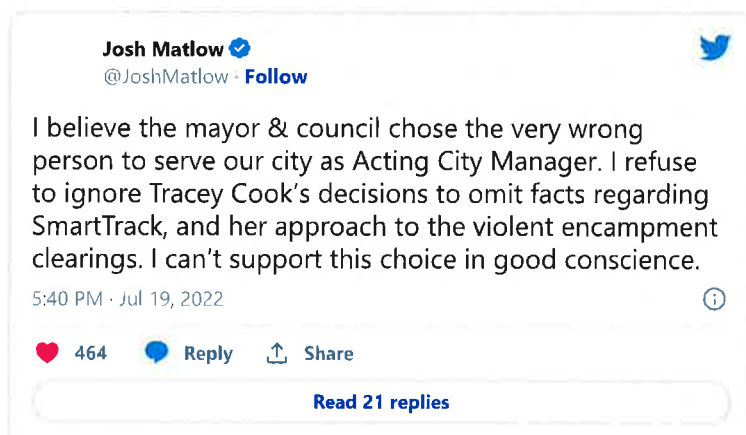 Josh Matlow
@JoshMatlow · Follow
I believe the mayor & council chose the very wrong
person to serve our city as Acting City Manager. I refuse
to ignore Tracey Cook's decisions to omit facts regarding
SmartTrack, and her approach to the violent encampment
clearings. I can't support this choice in good conscience.
5:40 PM · Jul 19, 2022
464 Reply Share
Read 21 replies